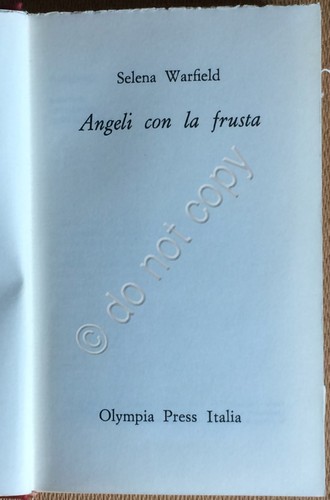 Selena Warfield
Angeli con la frusta
© do not copy
Olympia Press Italia